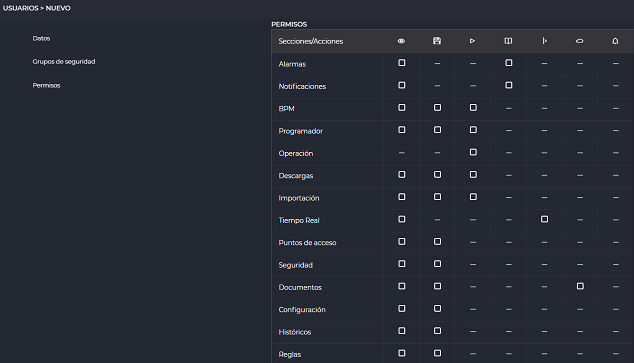 USUARIOS > NUEVO
Datos
Grupos de seguridad
Permisos
PERMISOS
Secciones/Acciones
Alarmas
Notificaciones
BPM
Programador
Operación
Descargas
Importación
Tiempo Real
Puntos de acceso
Seguridad
Documentos
Configuración
Históricos
Reglas